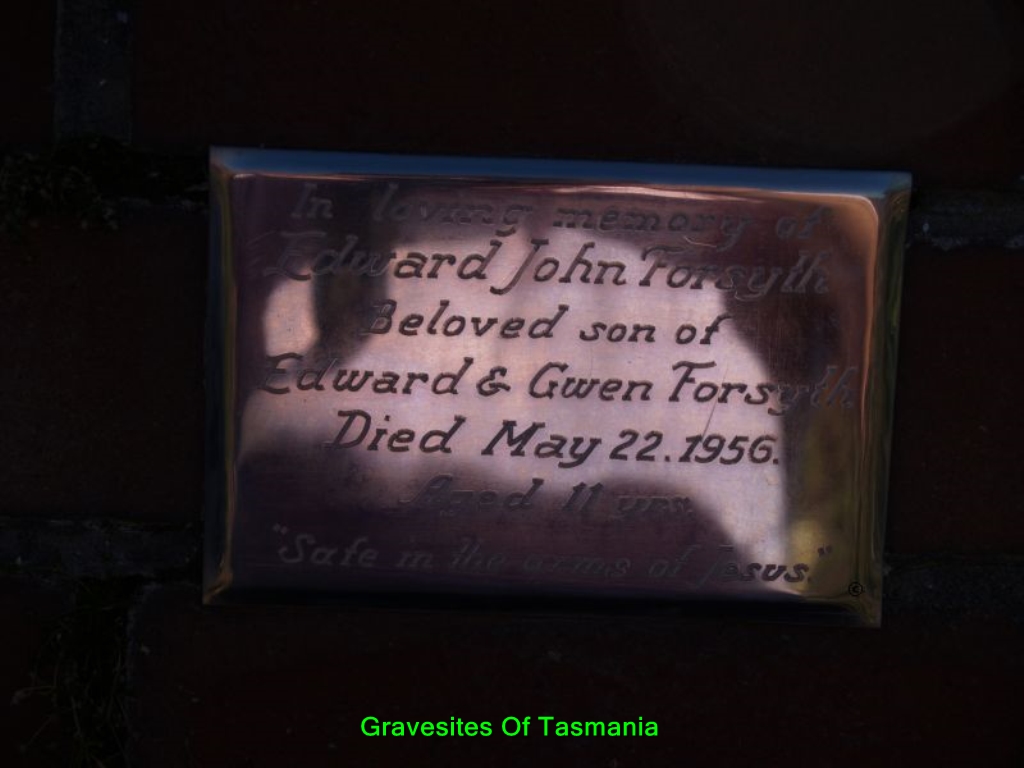 In loving memory of
Edward John Forsyth
Beloved son of
Edward & Gwen Forsyth
Died May 22. 1956.
Aged 11 yrs.
"Safe in the arms of Jesus."
©
Gravesites Of Tasmania